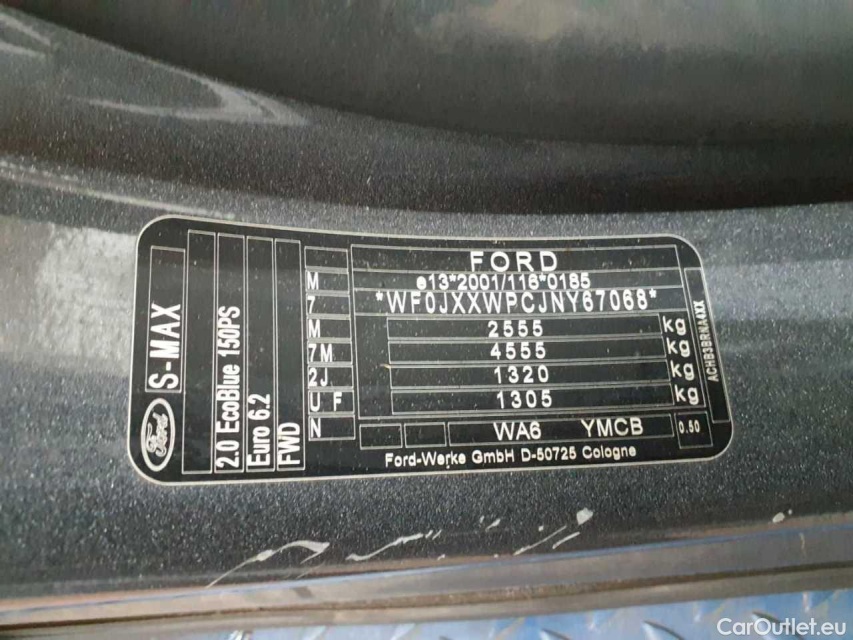 Ford
S-MAX
2.0 EcoBlue 150PS
Euro 6.2
FWD
M
7
M
7M
2J
U F
N
FORD
e13*2001/116*0185
*WF0JXXWPCJNY67068*
2555 kg
4555 kg
1320 kg
1305 kg
WA6 YMCB 0.50
Ford-Werke GmbH D-50725 Cologne
ACHB3BRNA4XX
CarOutlet.eu